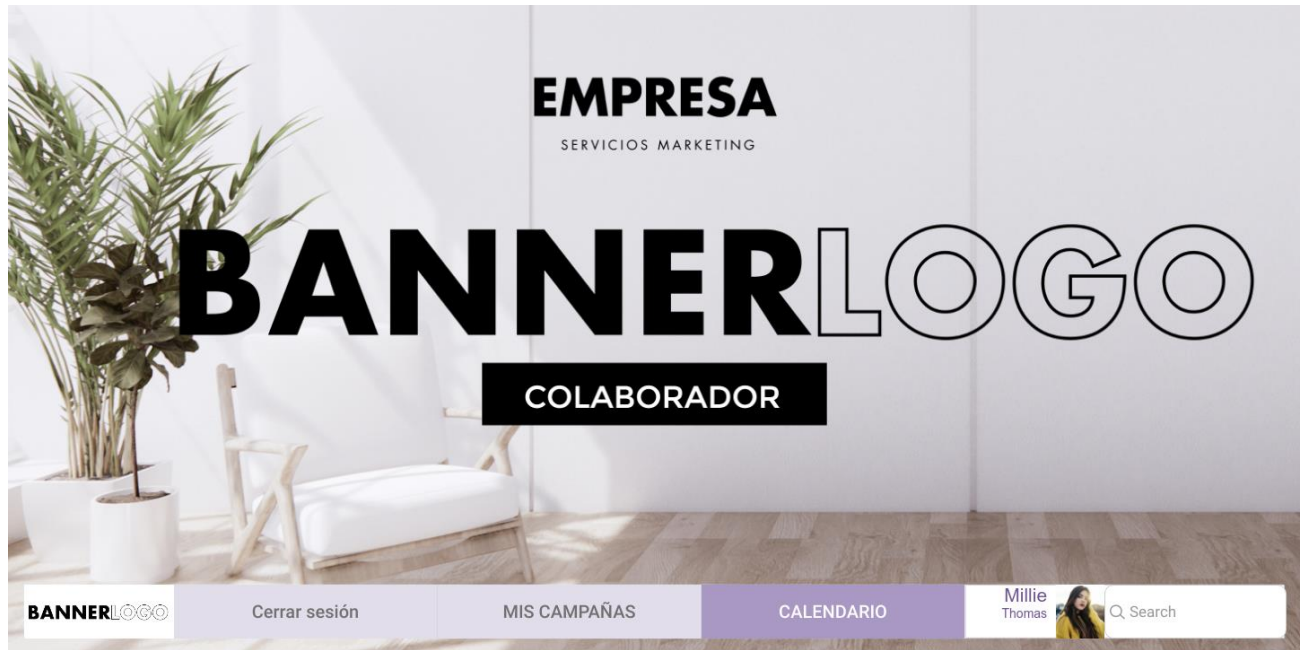 EMPRESA
SERVICIOS MARKETING
BANNERLOGO
COLABORADOR
BANNERLOGO
Cerrar sesión
MIS CAMPAÑAS
CALENDARIO
Millie
Thomas
Search